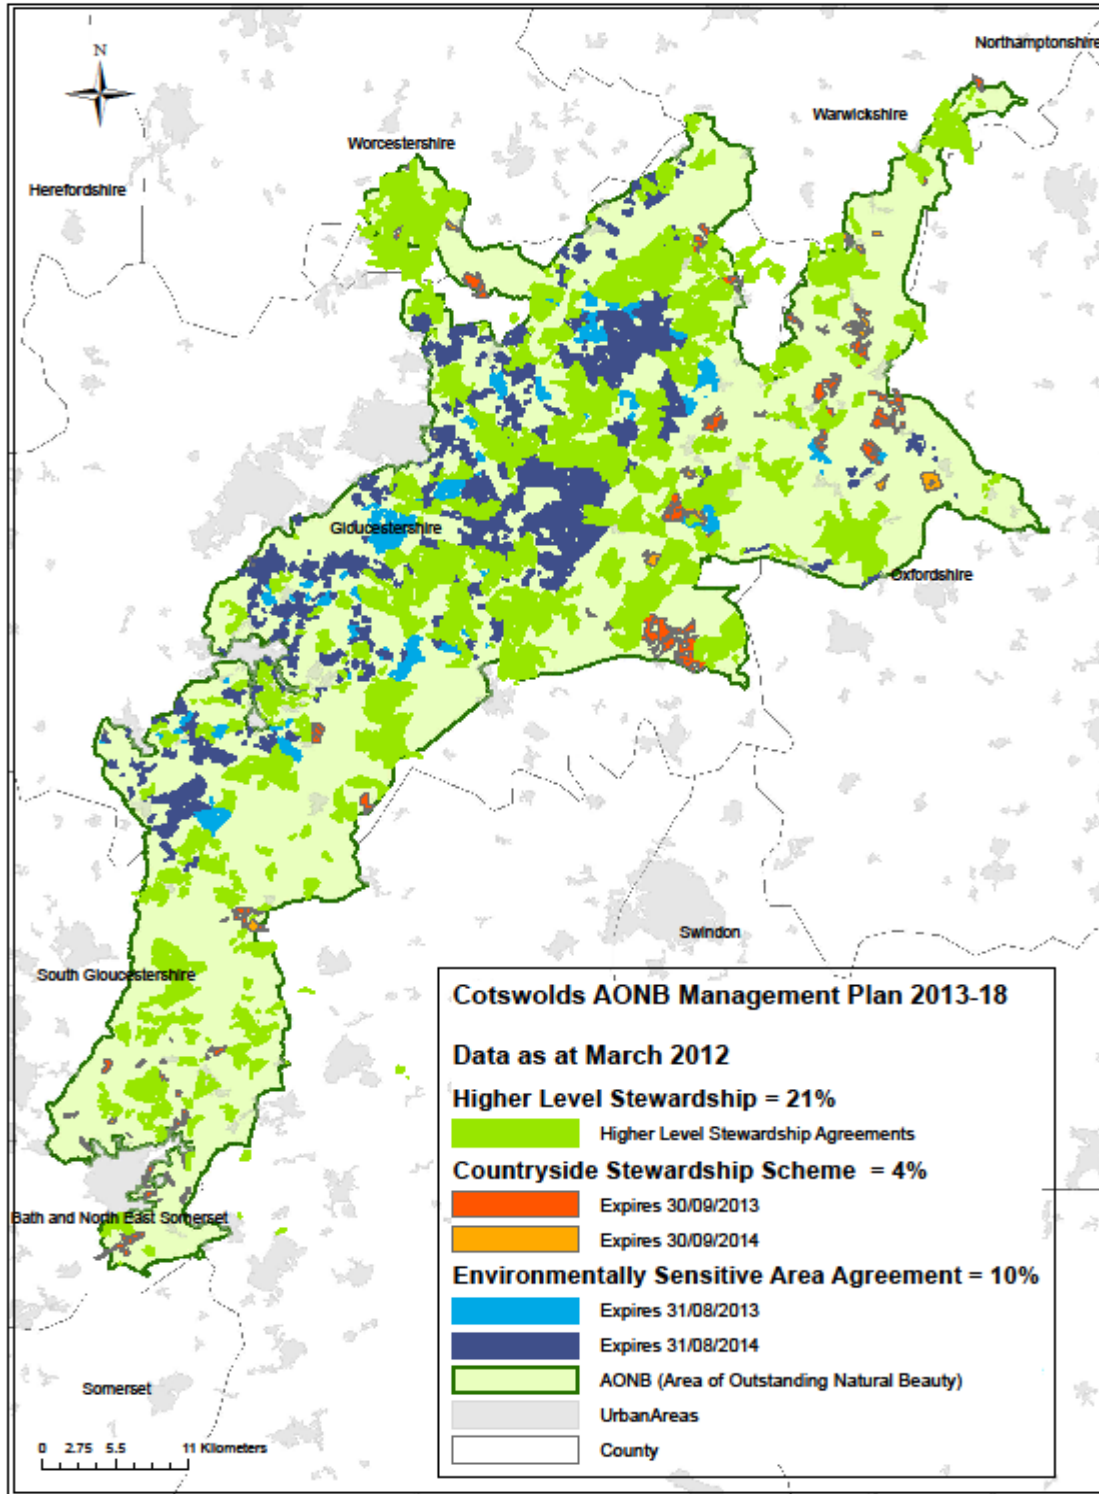 Northamptonshire
N
Warwickshire
Worcestershire
Herefordshire
Gloucestershire
Oxfordshire
Swindon
South Gloucestershire
Bath and North East Somerset
Somerset
0 2.75 5.5 11 Kilometers
Cotswolds AONB Management Plan 2013-18
Data as at March 2012
Higher Level Stewardship = 21%
Higher Level Stewardship Agreements
Countryside Stewardship Scheme = 4%
Expires 30/09/2013
Expires 30/09/2014
Environmentally Sensitive Area Agreement = 10%
Expires 31/08/2013
Expires 31/08/2014
AONB (Area of Outstanding Natural Beauty)
UrbanAreas
County